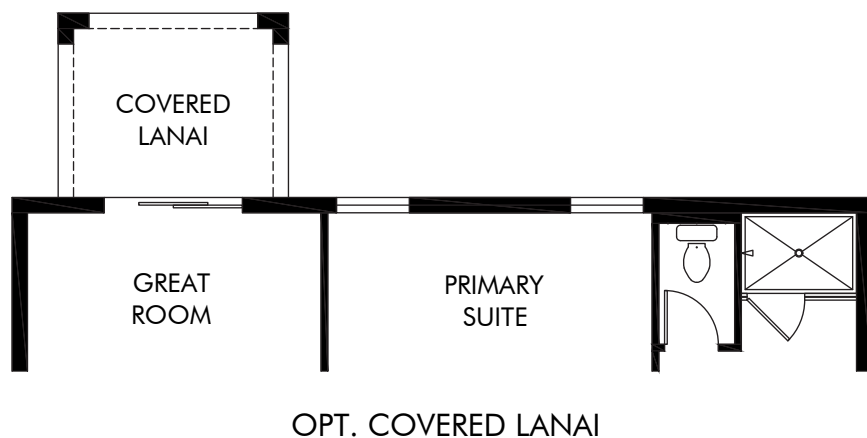 COVERED
LANAI
GREAT
ROOM
PRIMARY
SUITE
OPT. COVERED LANAI